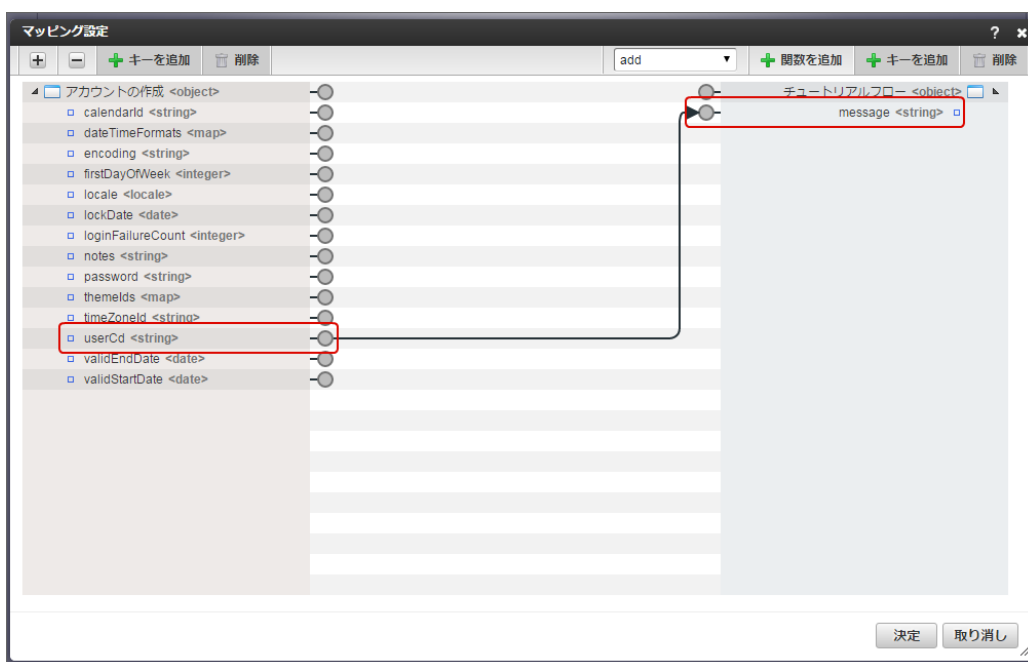 マッピング設定
?
キーを追加 削除 add 関数を追加 キーを追加 削除
アカウントの作成 <object> チュートリアルフロー <object>
calendarId <string> message <string>
dateTimeFormats <map>
encoding <string>
firstDayOfWeek <integer>
locale <locale>
lockDate <date>
loginFailureCount <integer>
notes <string>
password <string>
themeIds <map>
timeZoneId <string>
userCd <string>
validEndDate <date>
validStartDate <date>
決定 取り消し